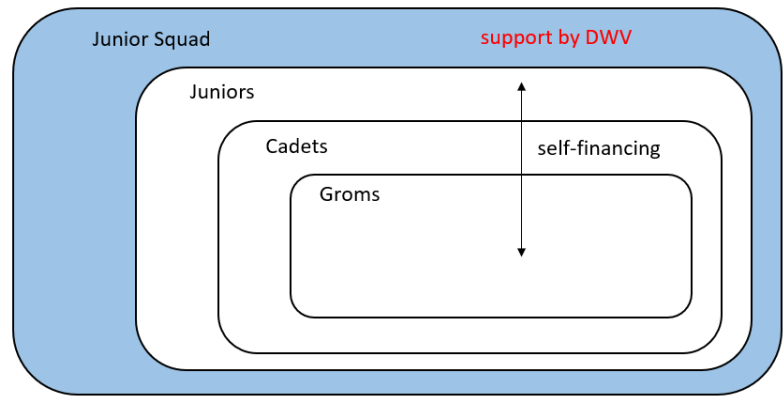 Junior Squad
support by DWV
Juniors
Cadets
self-financing
Groms